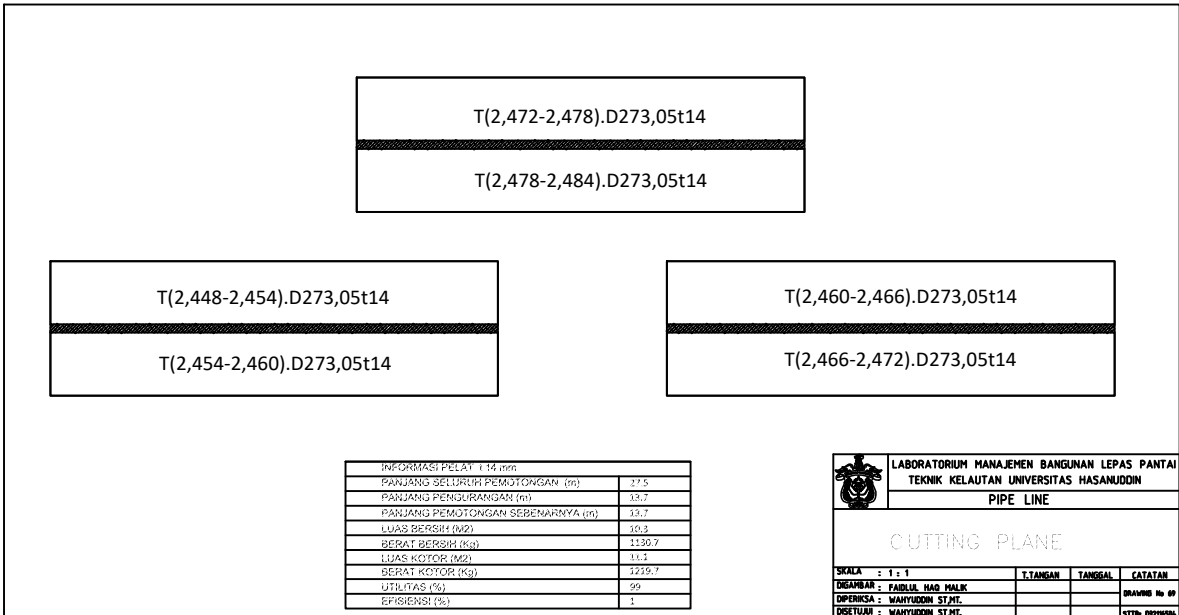 T(2,472-2,478).D273,05t14
T(2,478-2,484).D273,05t14
T(2,448-2,454).D273,05t14
T(2,454-2,460).D273,05t14
T(2,460-2,466).D273,05t14
T(2,466-2,472).D273,05t14
INFORMASI PELAT t 14 mm
PANJANG SELURUH PEMOTONGAN (m) 27.5
PANJANG PENGURANGAN (m) 13.7
PANJANG PEMOTONGAN SEBENARNYA (m) 13.7
LUAS BERSIH (M2) 10.3
BERAT BERSIH (Kg) 1130.7
LUAS KOTOR (M2) 11.1
BERAT KOTOR (Kg) 1219.7
UTILITAS (%) 99
EFISIENSI (%) 1
LABORATORIUM MANAJEMEN BANGUNAN LEPAS PANTAI
TEKNIK KELAUTAN UNIVERSITAS HASANUDDIN
PIPE LINE
CUTTING PLANE
SKALA : 1 : 1 T.TANGAN TANGGAL CATATAN
DIGAMBAR : FAIDLUL HAQ MALIK DRAWING No 69
DIPERIKSA : WAHYUDDIN ST,MT.
DISETUJUI : WAHYUDDIN ST,MT.